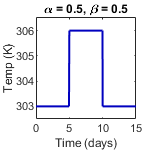 α = 0.5, β = 0.5
Temp (K)
306
305
304
303
0
5
10
15
Time (days)